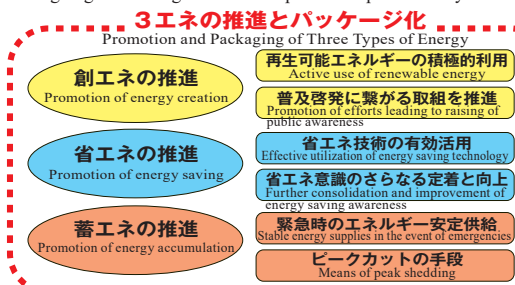 3エネの推進とパッケージ化
Promotion and Packaging of Three Types of Energy
創エネの推進
Promotion of energy creation
再生可能エネルギーの積極的利用
Active use of renewable energy
普及啓発に繋がる取組を推進
Promotion of efforts leading to raising of
public awareness
省エネの推進
Promotion of energy saving
省エネ技術の有効活用
Effective utilization of energy saving technology
省エネ意識のさらなる定着と向上
Further consolidation and improvement of
energy saving awareness
蓄エネの推進
Promotion of energy accumulation
緊急時のエネルギー安定供給
Stable energy supplies in the event of emergencies
ピークカットの手段
Means of peak shedding